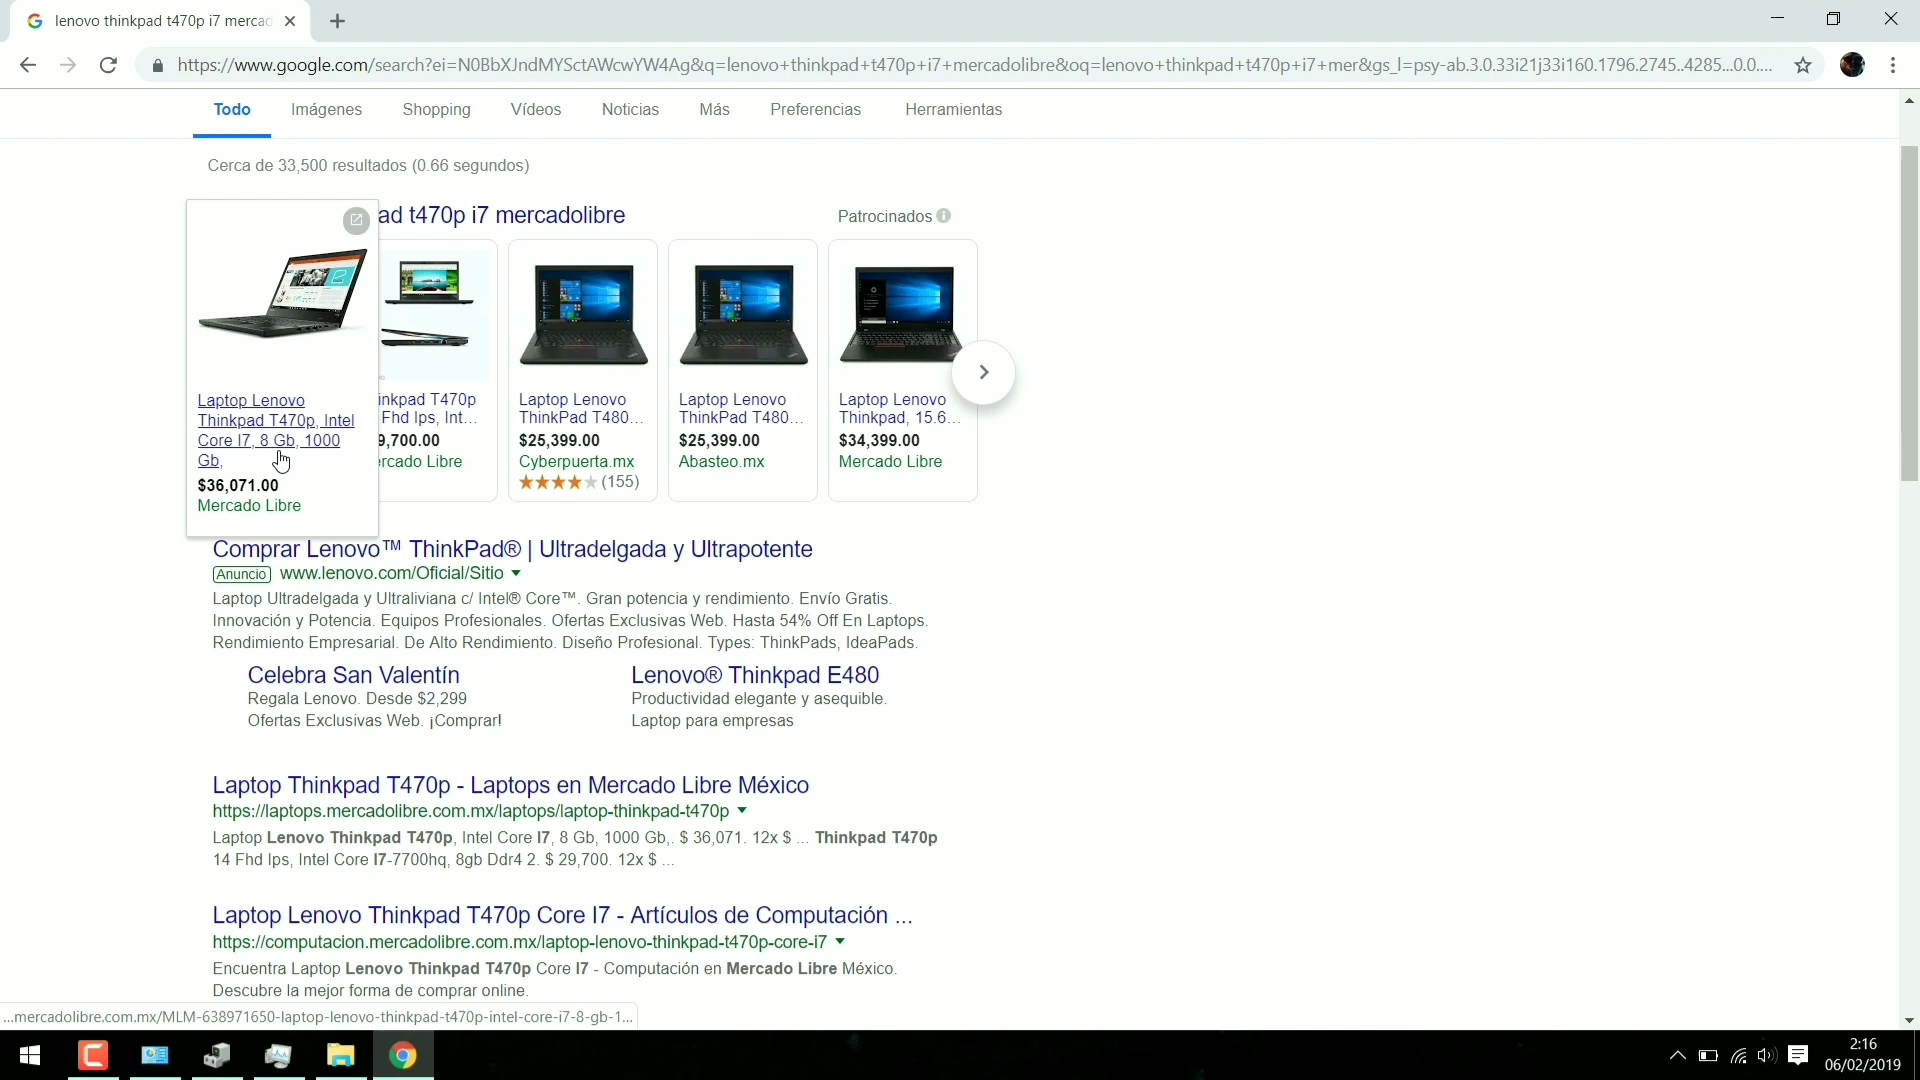 lenovo thinkpad t470p i7 mercad
https://www.google.com/search?ei=N0BbXJndMYSctAWcwYW4Ag&q=lenovo+thinkpad+t470p+i7+mercadolibre&oq=lenovo+thinkpad+t470p+i7+mer&gs_l=psy-ab.3.0.33i21j33i160.1796.2745..4285...0.0....
Todo Imágenes Shopping Vídeos Noticias Más Preferencias Herramientas
Cerca de 33,500 resultados (0.66 segundos)
ad t470p i7 mercadolibre
Patrocinados
Laptop Lenovo
Thinkpad T470p, Intel
Core I7, 8 Gb, 1000
Gb,
$36,071.00
Mercado Libre
inkpad T470p
Fhd Ips, Int...
9,700.00
ercado Libre
Laptop Lenovo
ThinkPad T480...
$25,399.00
Cyberpuerta.mx
(155)
Laptop Lenovo
ThinkPad T480...
$25,399.00
Abasteo.mx
Laptop Lenovo
Thinkpad, 15.6...
$34,399.00
Mercado Libre
Comprar Lenovo™ ThinkPad® | Ultradelgada y Ultrapotente
Anuncio www.lenovo.com/Oficial/Sitio
Laptop Ultradelgada y Ultraliviana c/ Intel® Core™. Gran potencia y rendimiento. Envío Gratis.
Innovación y Potencia. Equipos Profesionales. Ofertas Exclusivas Web. Hasta 54% Off En Laptops.
Rendimiento Empresarial. De Alto Rendimiento. Diseño Profesional. Types: ThinkPads, IdeaPads.
Celebra San Valentín
Regala Lenovo. Desde $2,299
Ofertas Exclusivas Web. ¡Comprar!
Lenovo® Thinkpad E480
Productividad elegante y asequible.
Laptop para empresas
Laptop Thinkpad T470p - Laptops en Mercado Libre México
https://laptops.mercadolibre.com.mx/laptops/laptop-thinkpad-t470p
Laptop Lenovo Thinkpad T470p, Intel Core I7, 8 Gb, 1000 Gb,. $ 36,071. 12x $ ... Thinkpad T470p
14 Fhd Ips, Intel Core I7-7700hq, 8gb Ddr4 2. $ 29,700. 12x $ ...
Laptop Lenovo Thinkpad T470p Core I7 - Artículos de Computación ...
https://computacion.mercadolibre.com.mx/laptop-lenovo-thinkpad-t470p-core-i7
Encuentra Laptop Lenovo Thinkpad T470p Core I7 - Computación en Mercado Libre México.
Descubre la mejor forma de comprar online.
...mercadolibre.com.mx/MLM-638971650-laptop-lenovo-thinkpad-t470p-intel-core-i7-8-gb-1...
2:16
06/02/2019